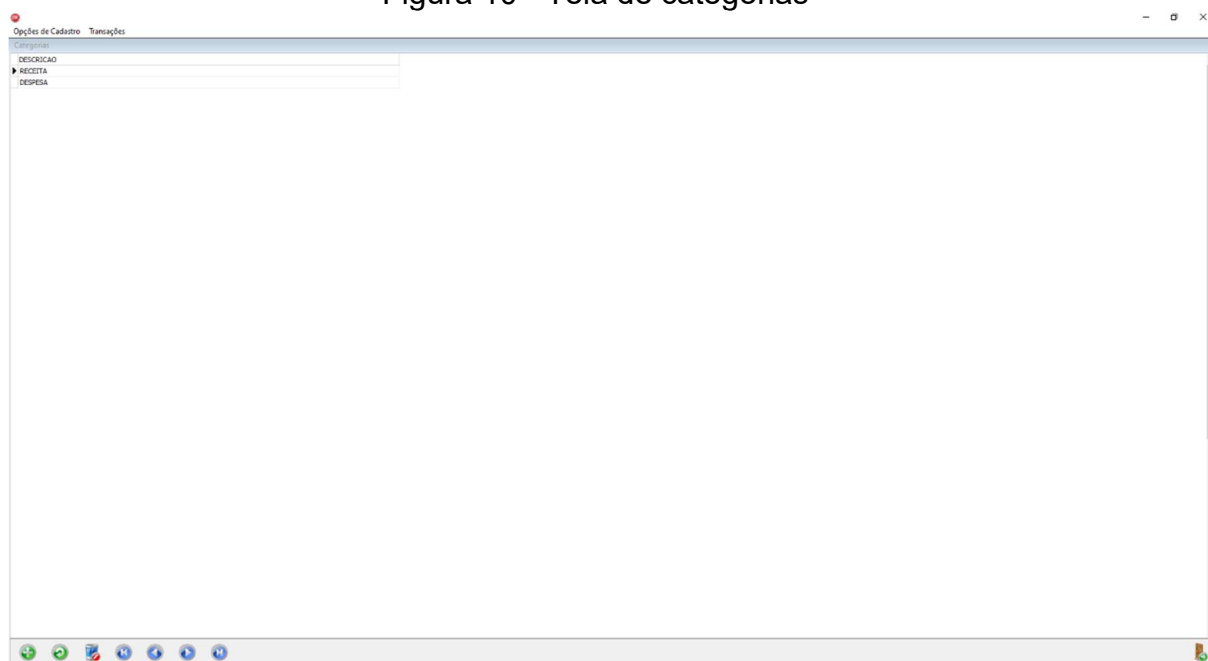 Figura 10 - Tela de categorias
Opções de Cadastro Transações
Categorias
DESCRICAO
RECEITA
DESPESA